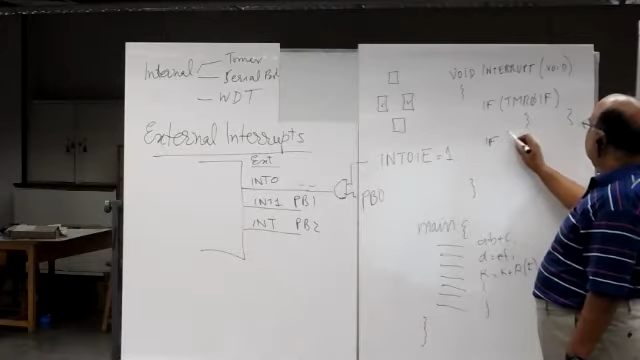 Internal
Timer
Serial Port
WDT
External Interrupts
Ext
INT0
INT1 PB1
INT PB2
PB0
INT0IE = 1
VOID INTERRUPT (VOID)
{
IF (TMR0IF)
}
IF
}
main {
a=b+c,
}
}